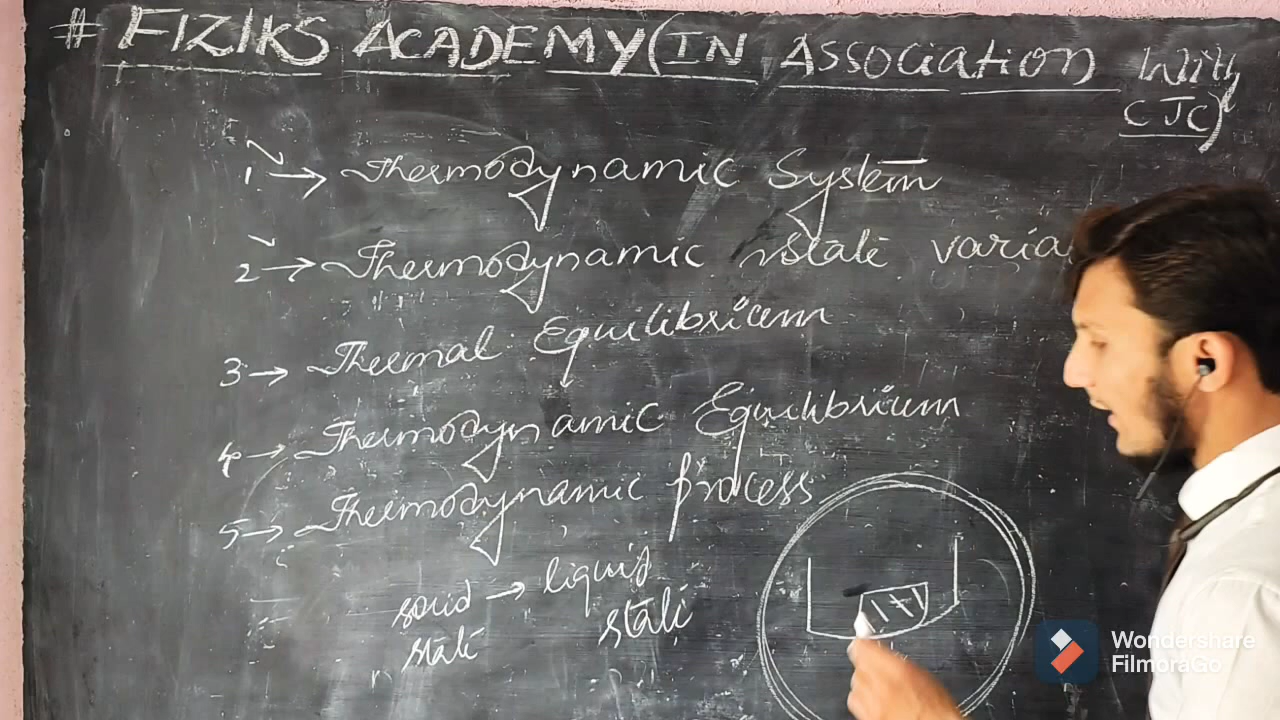 # FIZIKS ACADEMY (IN ASSOCIATION WITH
CJC)
1 → Thermodynamic System
2 → Thermodynamic state varia
3 → Thermal Equilibrium
4 → Thermodynamic Equilibrium
5 → Thermodynamic process
solid → liquid
state state
Wondershare
FilmoraGo